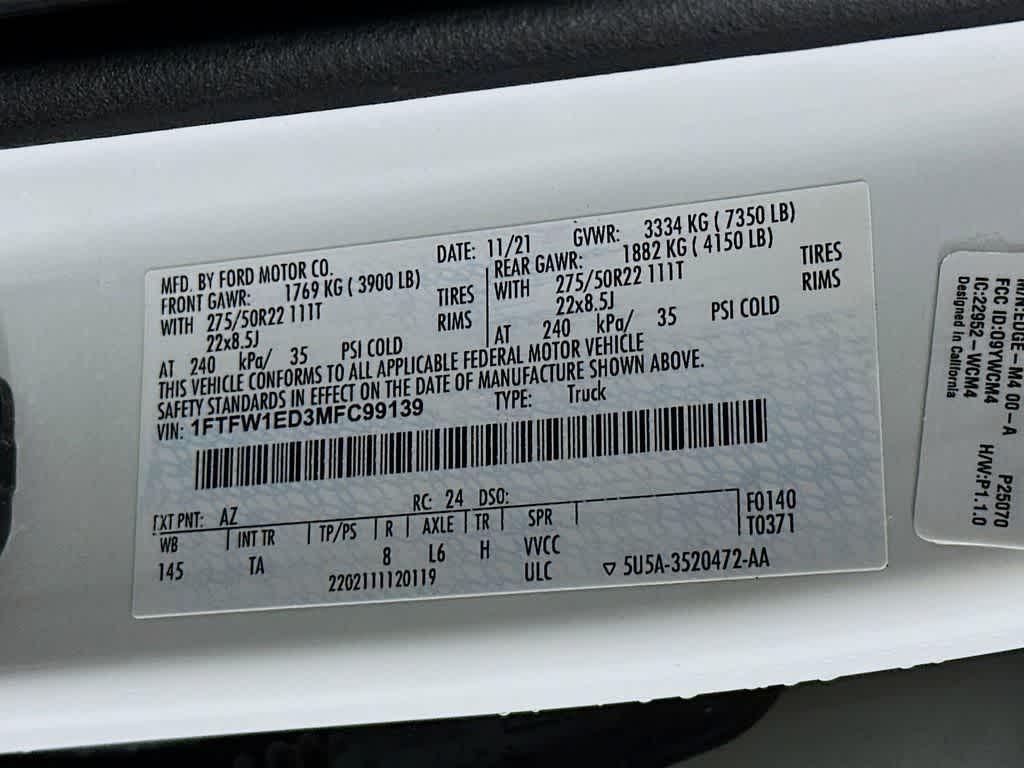 MFD. BY FORD MOTOR CO.
DATE: 11/21 GVWR: 3334 KG ( 7350 LB)
FRONT GAWR: 1769 KG ( 3900 LB)
REAR GAWR: 1882 KG ( 4150 LB)
WITH 275/50R22 111T TIRES
WITH 275/50R22 111T TIRES
22x8.5J RIMS
22x8.5J RIMS
AT 240 kPa/ 35 PSI COLD
AT 240 kPa/ 35 PSI COLD
THIS VEHICLE CONFORMS TO ALL APPLICABLE FEDERAL MOTOR VEHICLE
SAFETY STANDARDS IN EFFECT ON THE DATE OF MANUFACTURE SHOWN ABOVE.
VIN: 1FTFW1ED3MFC99139 TYPE: Truck
EXT PNT: AZ RC: 24 DSO: F0140
WB INT TR TP/PS R AXLE TR SPR T0371
145 TA 8 L6 H VVCC
2202111120119 ULC ▽ 5U5A-3520472-AA
M/N:EDGE-M4 00-A P25070
FCC ID:O9YWCM4 H/W:P1.1.0
IC:22952-WCM4
Designed in California